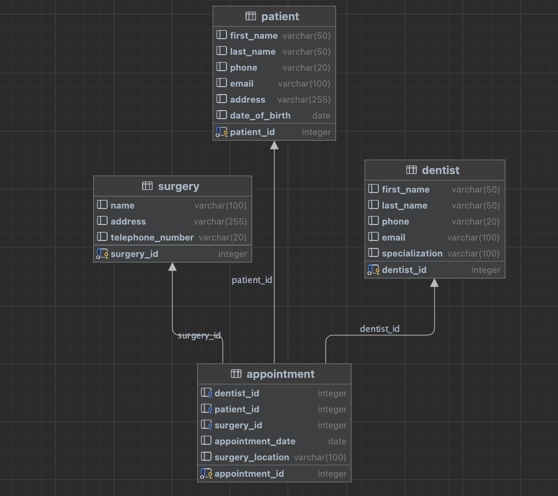 patient
first_name varchar(50)
last_name varchar(50)
phone varchar(20)
email varchar(100)
address varchar(255)
date_of_birth date
patient_id integer
surgery
name varchar(100)
address varchar(255)
telephone_number varchar(20)
surgery_id integer
dentist
first_name varchar(50)
last_name varchar(50)
phone varchar(20)
email varchar(100)
specialization varchar(100)
dentist_id integer
patient_id
surgery_id
dentist_id
appointment
dentist_id integer
patient_id integer
surgery_id integer
appointment_date date
surgery_location varchar(100)
appointment_id integer